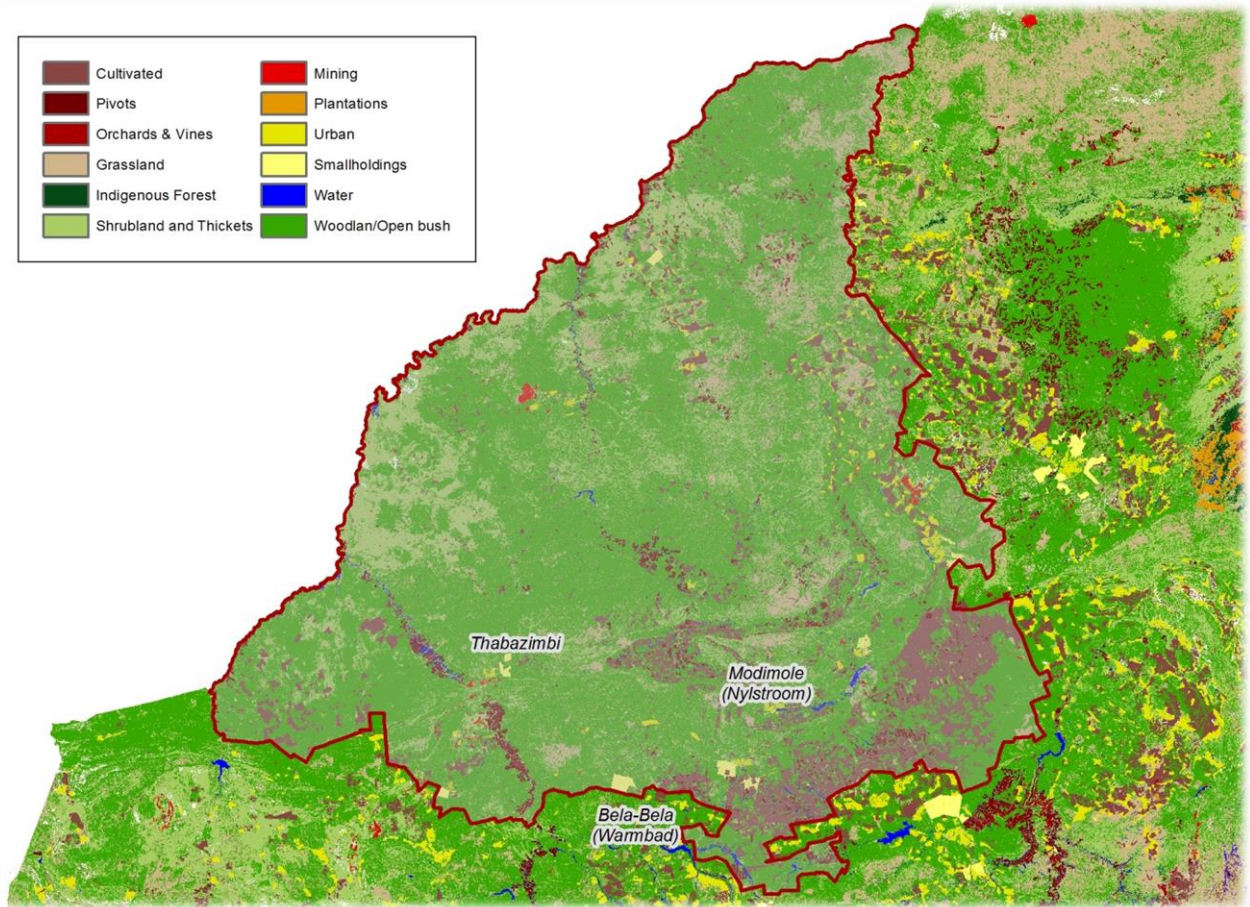 Cultivated
Pivots
Orchards & Vines
Grassland
Indigenous Forest
Shrubland and Thickets
Mining
Plantations
Urban
Smallholdings
Water
Woodlan/Open bush
Thabazimbi
Modimole
(Nylstroom)
Bela-Bela
(Warmbad)